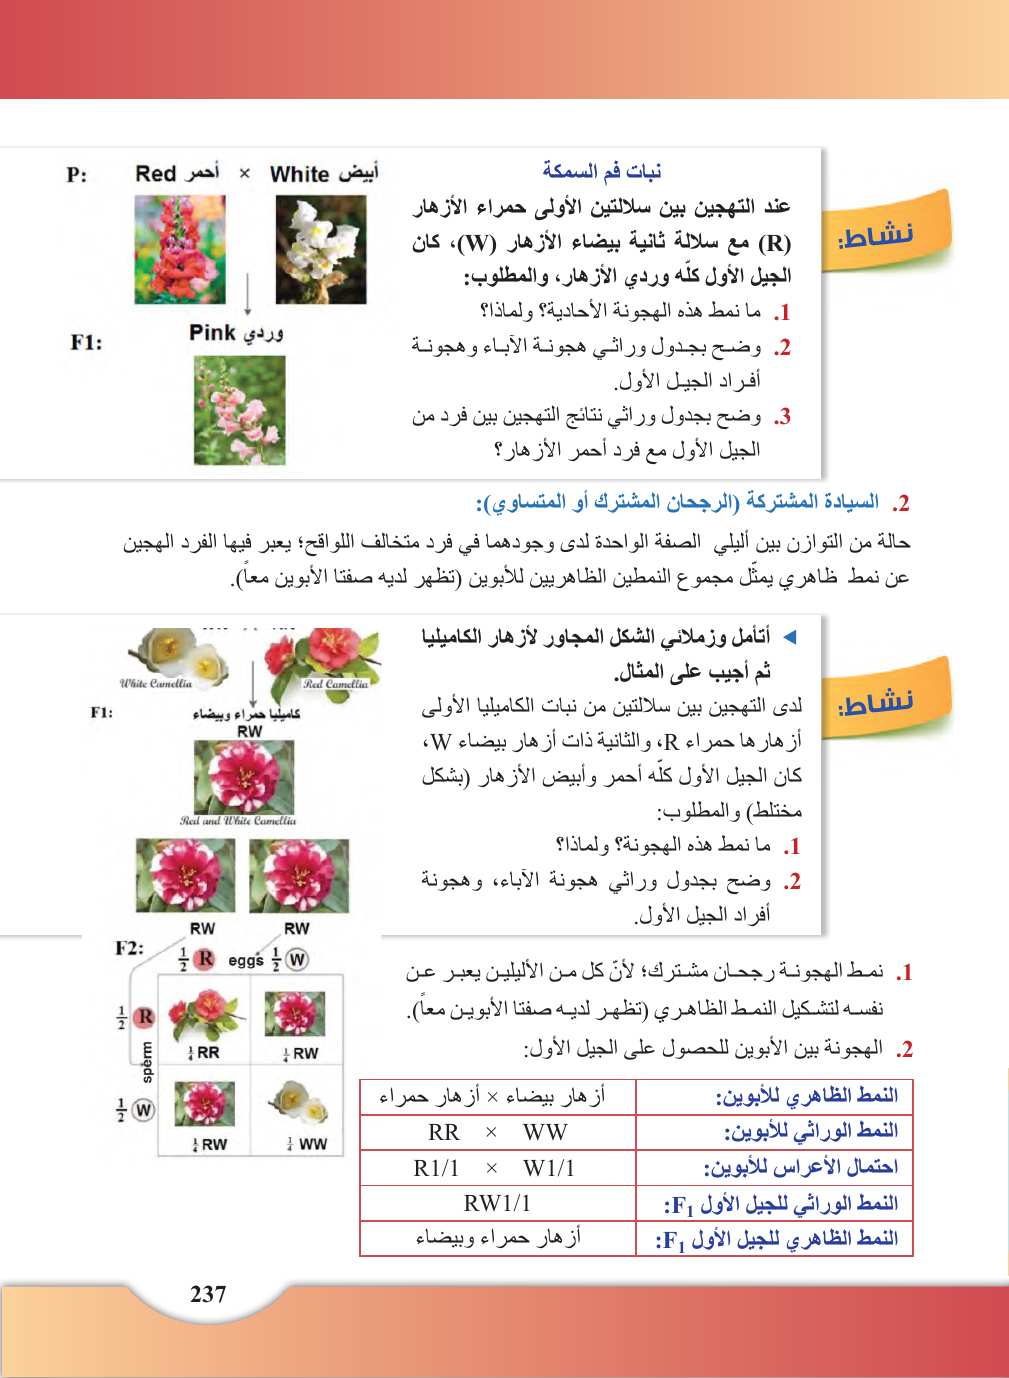 نشاط:
نبات فم السمكة
عند التهجين بين سلالتين الأولى حمراء الأزهار
(R) مع سلالة ثانية بيضاء الأزهار (W)، كان
الجيل الأول كلّه وردي الأزهار، والمطلوب:
1. ما نمط هذه الهجونة الأحادية؟ ولماذا؟
2. وضح بجدول وراثي هجونة الآباء وهجونة
أفراد الجيل الأول.
3. وضح بجدول وراثي نتائج التهجين بين فرد من
الجيل الأول مع فرد أحمر الأزهار؟
P: Red أحمر × White أبيض
F1: Pink وردي
2. السيادة المشتركة (الرجحان المشترك أو المتساوي):
حالة من التوازن بين أليلي الصفة الواحدة لدى وجودهما في فرد متخالف اللواقح؛ يعبر فيها الفرد الهجين
عن نمط ظاهري يمثّل مجموع النمطين الظاهريين للأبوين (تظهر لديه صفتا الأبوين معاً).
نشاط:
أتأمل وزملائي الشكل المجاور لأزهار الكاميليا
ثم أجيب على المثال.
لدى التهجين بين سلالتين من نبات الكاميليا الأولى
أزهارها حمراء R، والثانية ذات أزهار بيضاء W،
كان الجيل الأول كلّه أحمر وأبيض الأزهار (بشكل
مختلط) والمطلوب:
1. ما نمط هذه الهجونة؟ ولماذا؟
2. وضح بجدول وراثي هجونة الآباء، وهجونة
أفراد الجيل الأول.
White Camellia Red Camellia
F1: كاميليا حمراء وبيضاء
RW
Red and White Camellia
RW RW
F2: 1/2 R eggs 1/2 W
1/2 R
sperm
1/4 RR 1/4 RW
1/2 W
1/4 RW 1/4 WW
1. نمط الهجونة رجحان مشترك؛ لأنّ كل من الأليلين يعبر عن
نفسه لتشكيل النمط الظاهري (تظهر لديه صفتا الأبوين معاً).
2. الهجونة بين الأبوين للحصول على الجيل الأول:
النمط الظاهري للأبوين: أزهار بيضاء × أزهار حمراء
النمط الوراثي للأبوين: RR × WW
احتمال الأعراس للأبوين: R1/1 × W1/1
النمط الوراثي للجيل الأول F1: RW1/1
النمط الظاهري للجيل الأول F1: أزهار حمراء وبيضاء
237